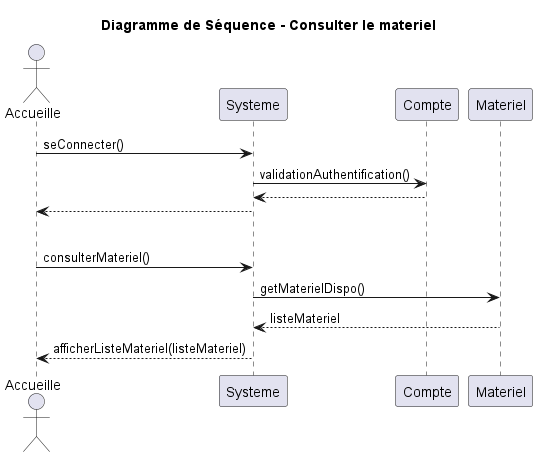 Diagramme de Séquence - Consulter le materiel
Accueille
Systeme
Compte
Materiel
seConnecter()
validationAuthentification()
consulterMateriel()
getMaterielDispo()
listeMateriel
afficherListeMateriel(listeMateriel)
Accueille
Systeme
Compte
Materiel